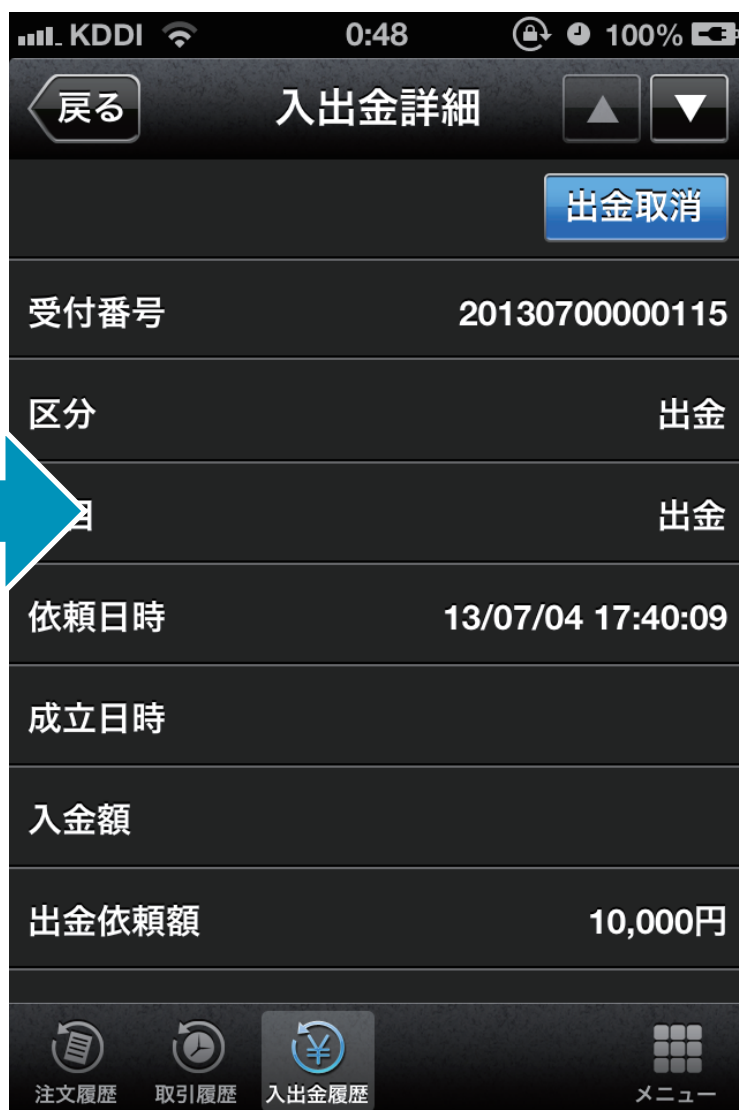 KDDI 0:48 100%
戻る 入出金詳細
出金取消
受付番号 20130700000115
区分 出金
出金
依頼日時 13/07/04 17:40:09
成立日時
入金額
出金依頼額 10,000円
注文履歴 取引履歴 入出金履歴 メニュー